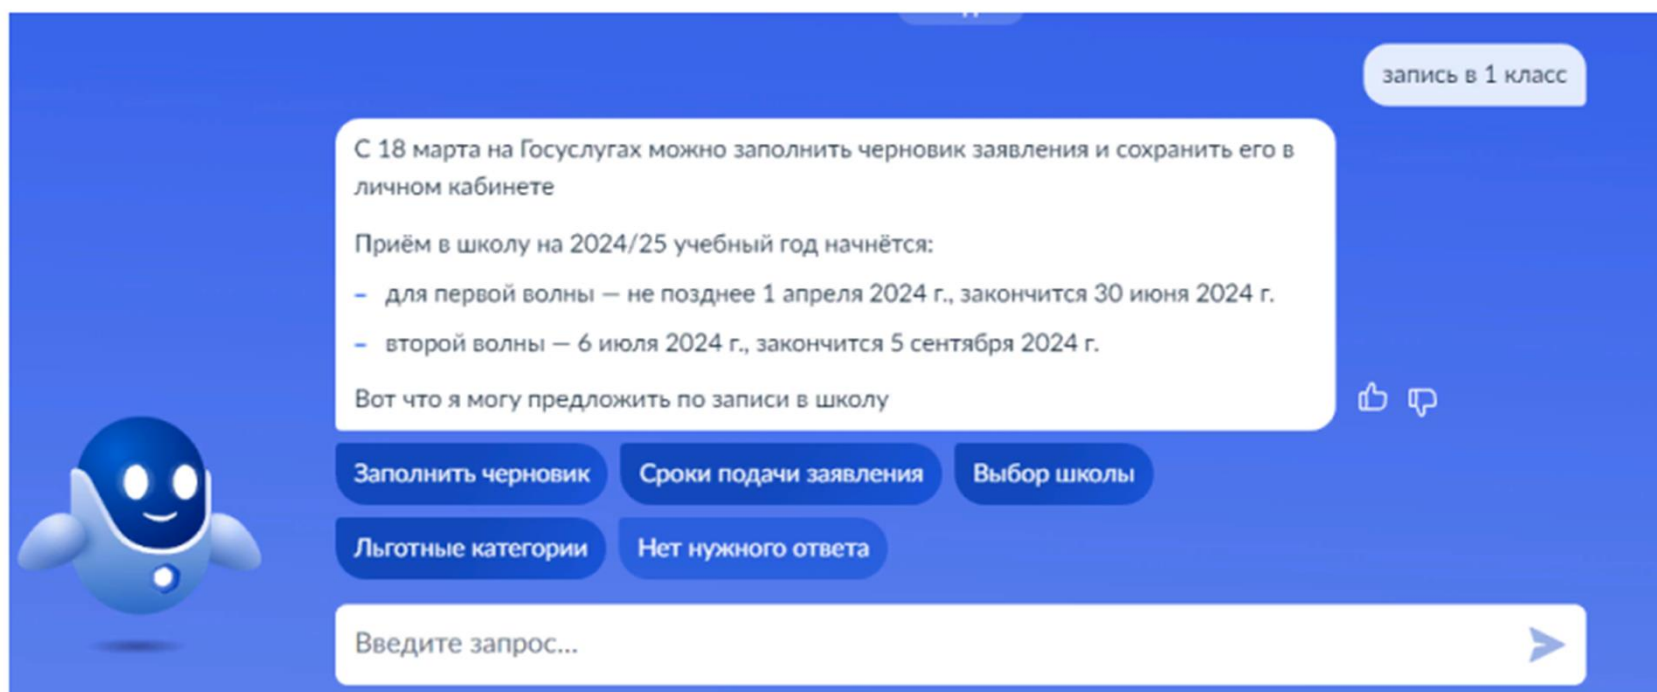 запись в 1 класс
С 18 марта на Госуслугах можно заполнить черновик заявления и сохранить его в
личном кабинете
Приём в школу на 2024/25 учебный год начнётся:
– для первой волны — не позднее 1 апреля 2024 г., закончится 30 июня 2024 г.
– второй волны — 6 июля 2024 г., закончится 5 сентября 2024 г.
Вот что я могу предложить по записи в школу
Заполнить черновик Сроки подачи заявления Выбор школы
Льготные категории Нет нужного ответа
Введите запрос...